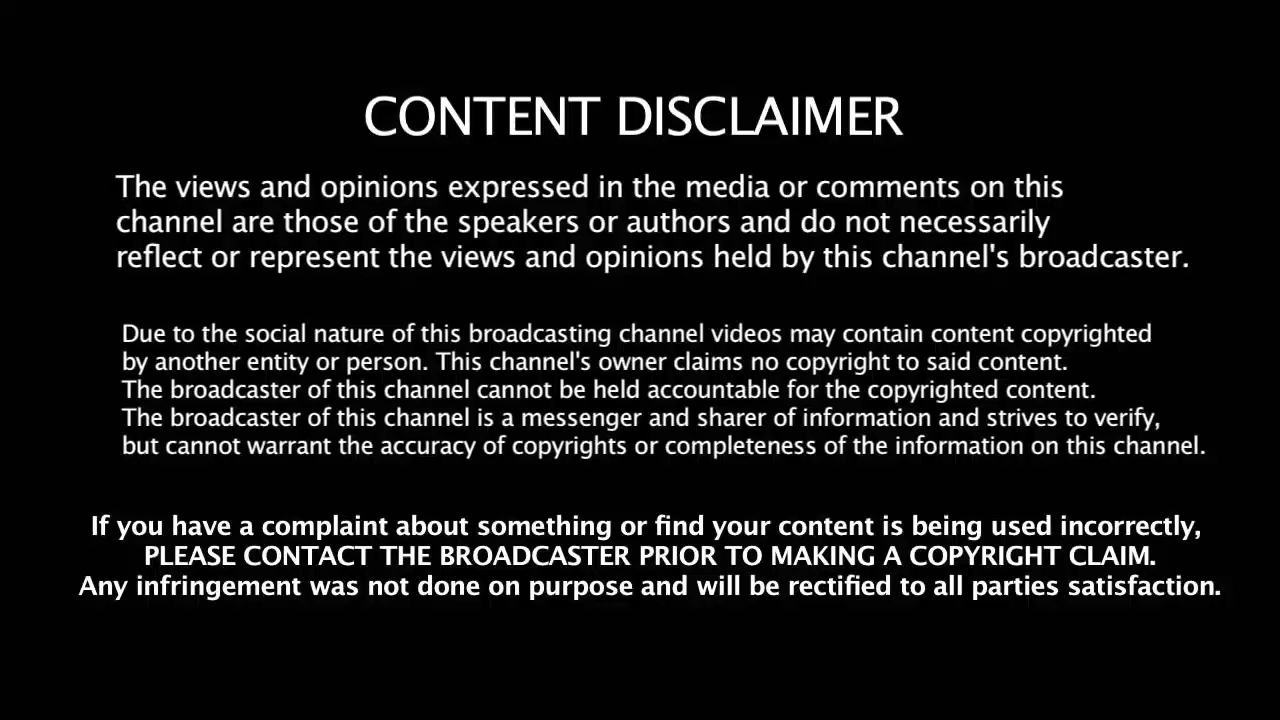 CONTENT DISCLAIMER
The views and opinions expressed in the media or comments on this
channel are those of the speakers or authors and do not necessarily
reflect or represent the views and opinions held by this channel's broadcaster.
Due to the social nature of this broadcasting channel videos may contain content copyrighted
by another entity or person. This channel's owner claims no copyright to said content.
The broadcaster of this channel cannot be held accountable for the copyrighted content.
The broadcaster of this channel is a messenger and sharer of information and strives to verify,
but cannot warrant the accuracy of copyrights or completeness of the information on this channel.
If you have a complaint about something or find your content is being used incorrectly,
PLEASE CONTACT THE BROADCASTER PRIOR TO MAKING A COPYRIGHT CLAIM.
Any infringement was not done on purpose and will be rectified to all parties satisfaction.